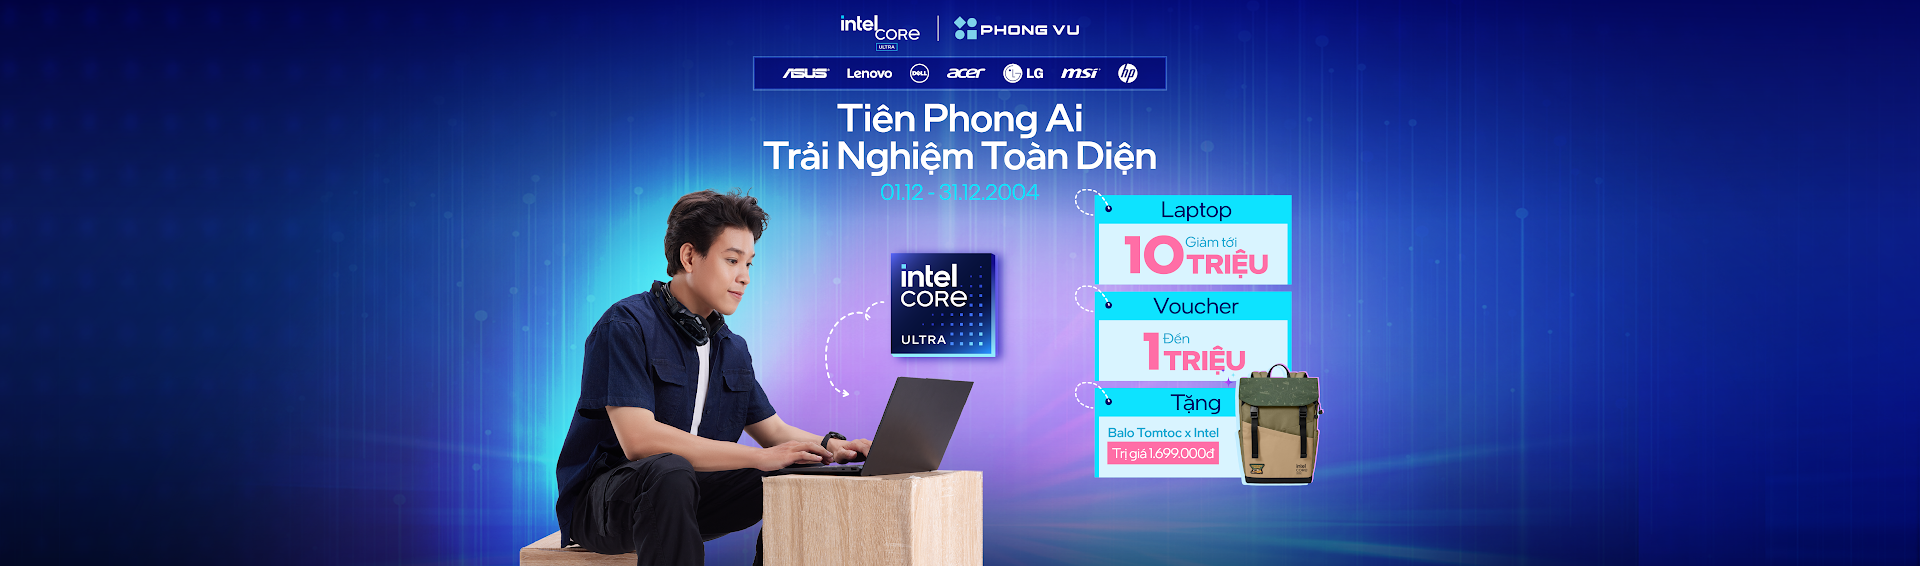 intel
CORE
ULTRA
PHONG VU
ASUS Lenovo DELL acer LG msi hp
Tiên Phong Ai
Trải Nghiệm Toàn Diện
01.12 - 31.12.2004
intel
CORE
ULTRA
Laptop
10 Giảm tới
TRIỆU
Voucher
1 Đến
TRIỆU
Tặng
Balo Tomtoc x Intel
Trị giá 1.699.000đ
intel
CORE